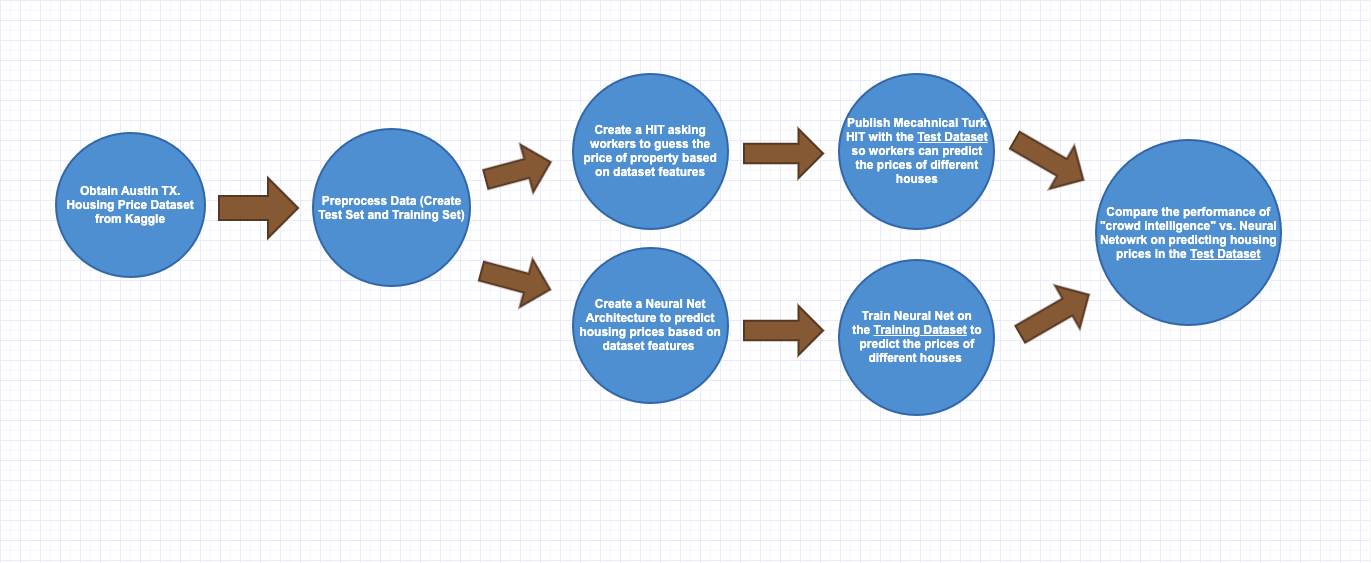 Obtain Austin TX.
Housing Price Dataset
from Kaggle
Preprocess Data (Create
Test Set and Training Set)
Create a HIT asking
workers to guess the
price of property based
on dataset features
Publish Mecahnical Turk
HIT with the Test Dataset
so workers can predict
the prices of different
houses
Create a Neural Net
Architecture to predict
housing prices based on
dataset features
Train Neural Net on
the Training Dataset to
predict the prices of
different houses
Compare the performance of
"crowd intelligence" vs. Neural
Netowrk on predicting housing
prices in the Test Dataset